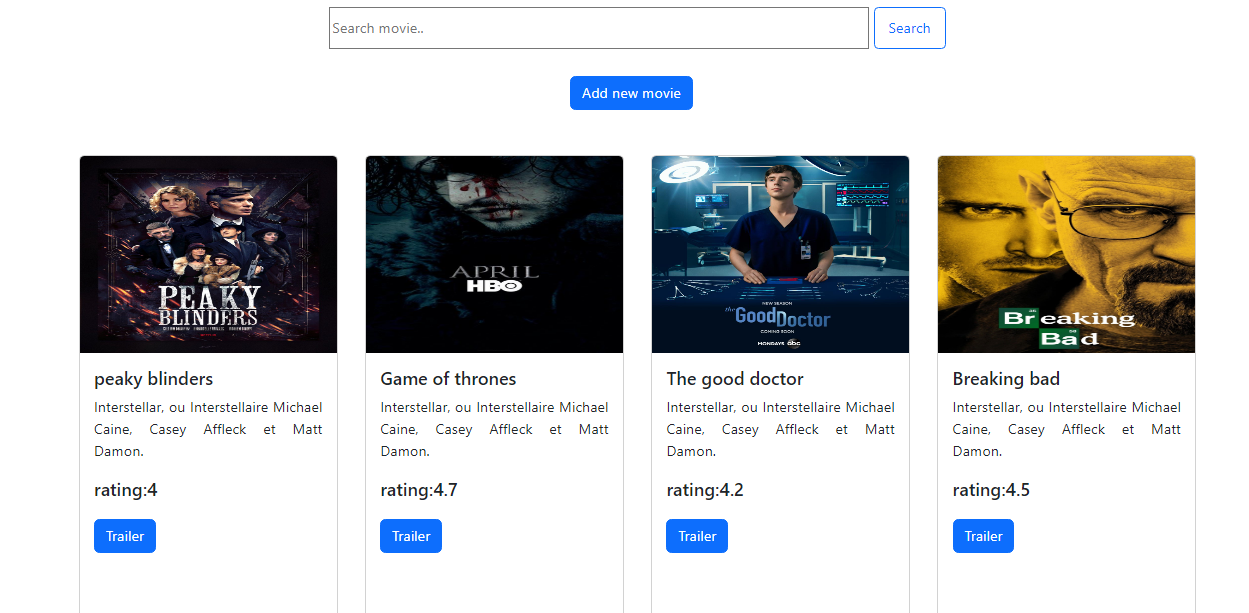 Search movie..
Search
Add new movie
PEAKY
BLINDERS
APRIL
HBO
NEW SEASON
the Good Doctor
COMING SOON
MONDAYS abc
Breaking
Bad
peaky blinders
Interstellar, ou Interstellaire Michael
Caine, Casey Affleck et Matt
Damon.
rating:4
Trailer
Game of thrones
Interstellar, ou Interstellaire Michael
Caine, Casey Affleck et Matt
Damon.
rating:4.7
Trailer
The good doctor
Interstellar, ou Interstellaire Michael
Caine, Casey Affleck et Matt
Damon.
rating:4.2
Trailer
Breaking bad
Interstellar, ou Interstellaire Michael
Caine, Casey Affleck et Matt
Damon.
rating:4.5
Trailer